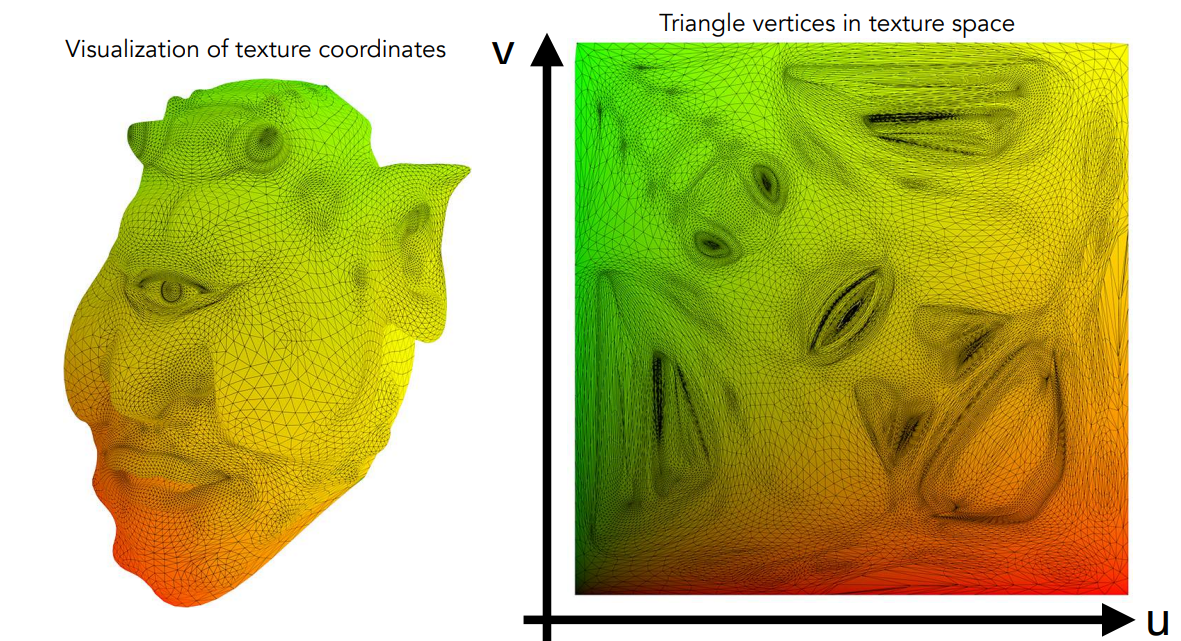 Triangle vertices in texture space
Visualization of texture coordinates
v
u